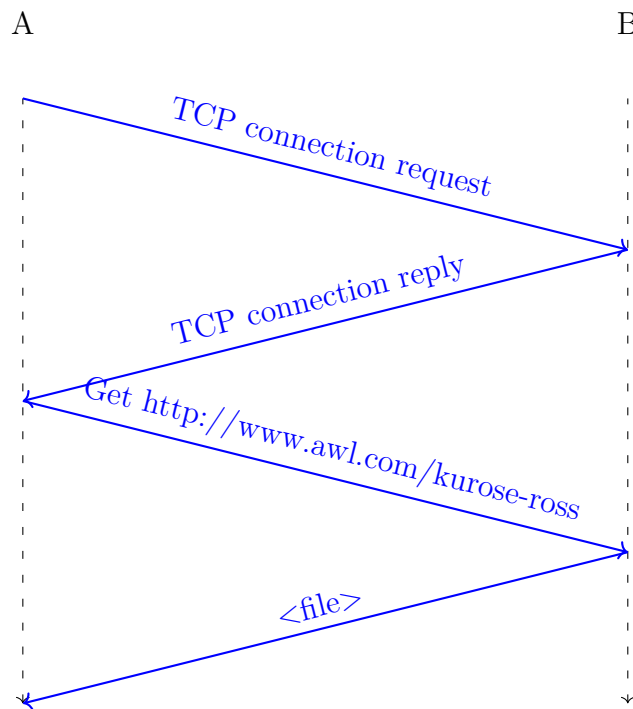 A
B
TCP connection request
TCP connection reply
Get http://www.awl.com/kurose-ross
<file>